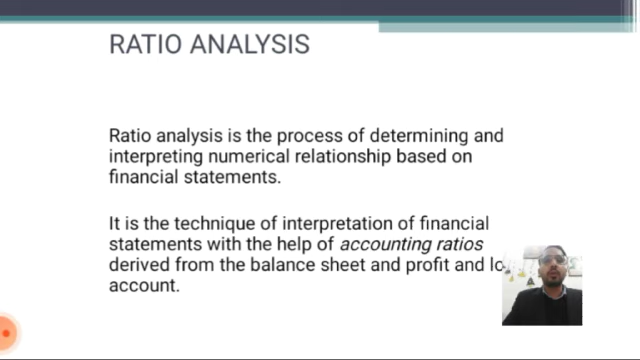 RATIO ANALYSIS
Ratio analysis is the process of determining and
interpreting numerical relationship based on
financial statements.
It is the technique of interpretation of financial
statements with the help of accounting ratios
derived from the balance sheet and profit and
account.